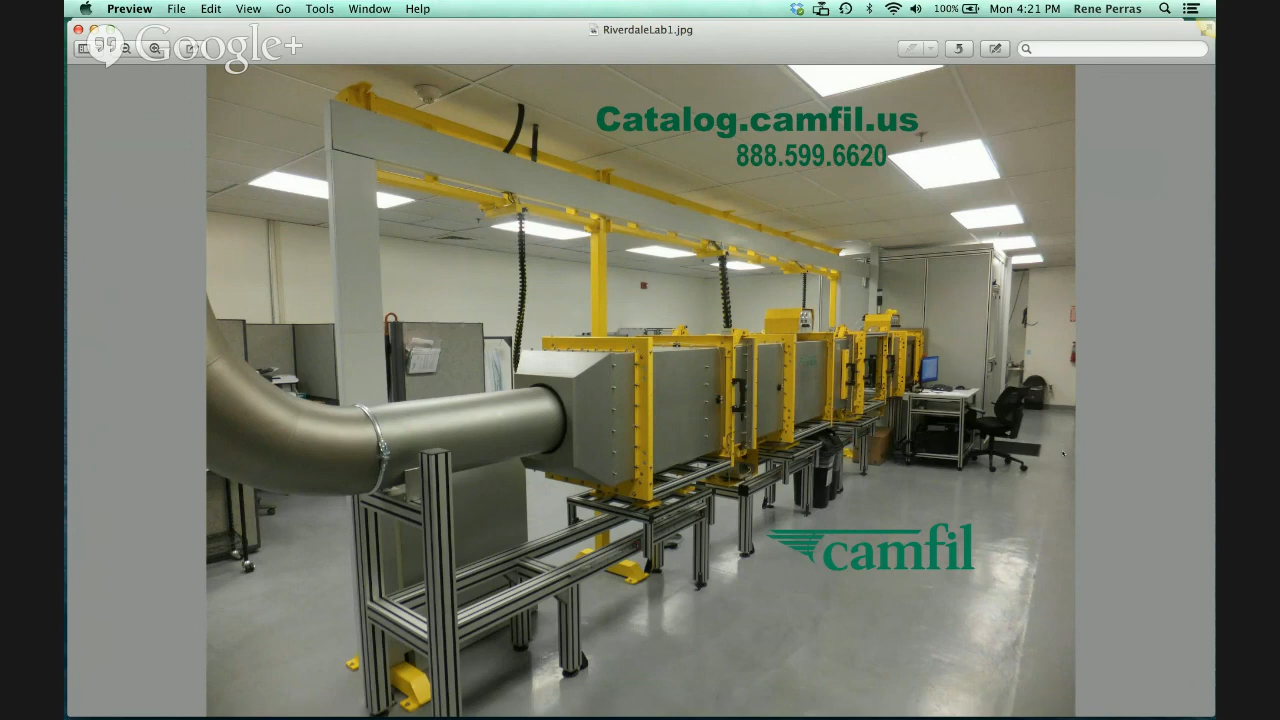 Preview File Edit View Go Tools Window Help 100% Mon 4:21 PM Rene Perras
RiverdaleLab1.jpg
Google+
Catalog.camfil.us
888.599.6620
camfil